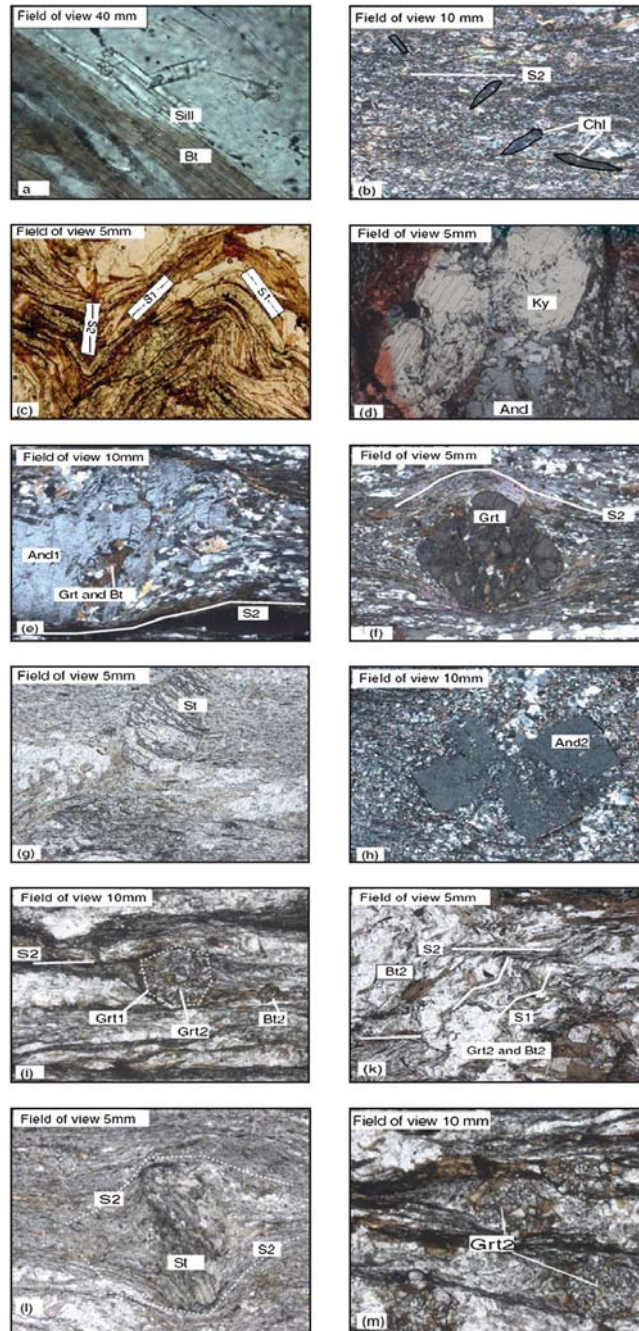 Field of view 40 mm
Sill
Bt
a
Field of view 10 mm
S2
Chl
(b)
Field of view 5mm
S2
S1
S1
(c)
Field of view 5mm
Ky
And
(d)
Field of view 10mm
And1
Grt and Bt
S2
(e)
Field of view 5mm
Grt
S2
(f)
Field of view 5mm
St
(g)
Field of view 10mm
And2
(h)
Field of view 10mm
S2
Grt1
Grt2
Bt2
(i)
Field of view 5mm
S2
Bt2
S1
Grt2 and Bt2
(k)
Field of view 5mm
S2
S2
St
(l)
Field of view 10 mm
Grt2
(m)